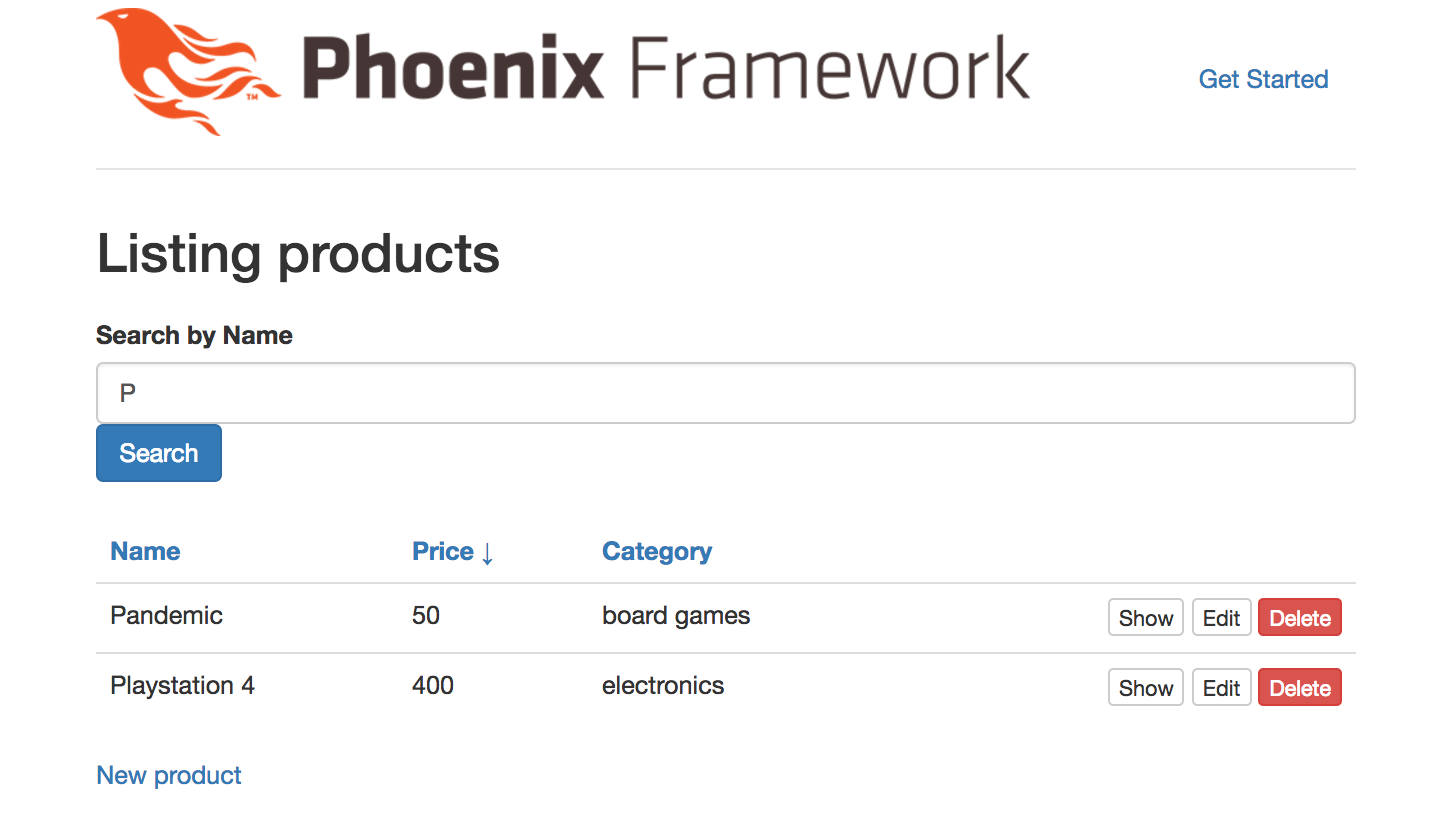 Phoenix Framework
TM
Get Started
Listing products
Search by Name
P
Search
Name Price ↓ Category
Pandemic 50 board games Show Edit Delete
Playstation 4 400 electronics Show Edit Delete
New product